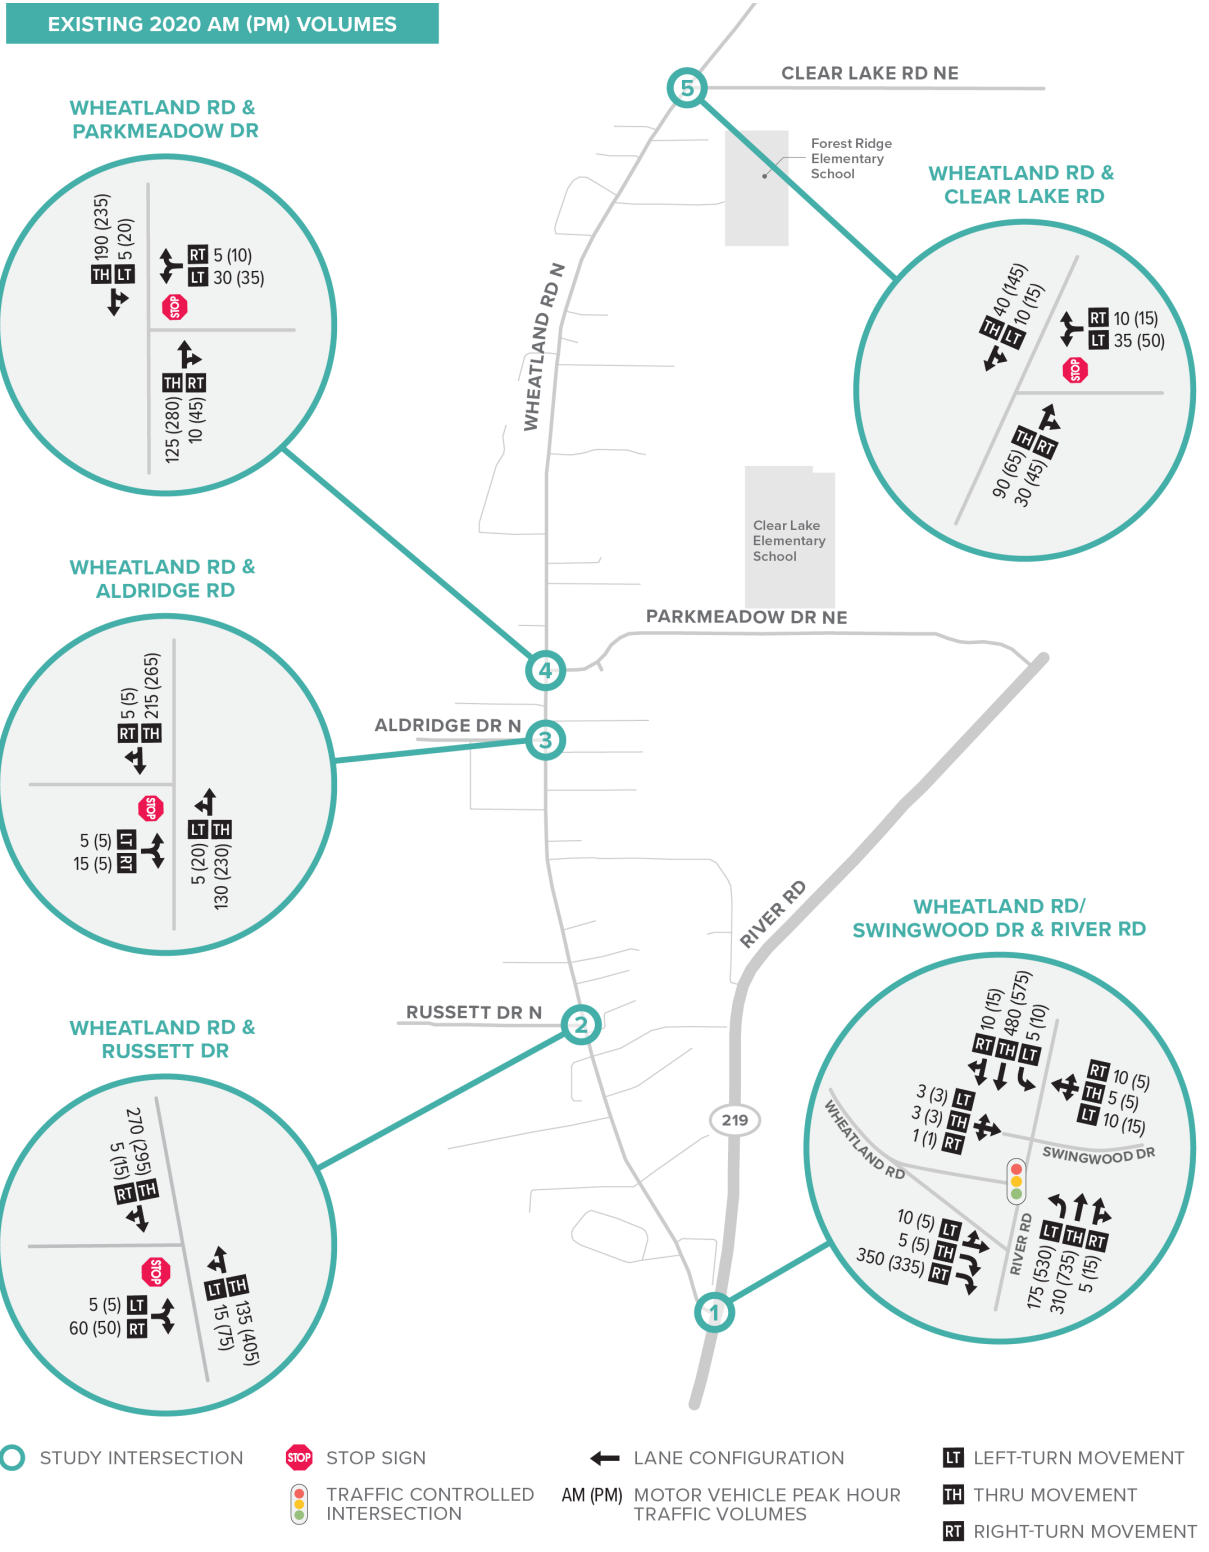 EXISTING 2020 AM (PM) VOLUMES
5
CLEAR LAKE RD NE
WHEATLAND RD &
PARKMEADOW DR
190 (235)
5 (20)
TH LT
RT 5 (10)
LT 30 (35)
STOP
TH RT
125 (280)
10 (45)
Forest Ridge
Elementary
School
WHEATLAND RD &
CLEAR LAKE RD
40 (145)
10 (15)
TH LT
RT 10 (15)
LT 35 (50)
STOP
TH RT
90 (65)
30 (45)
WHEATLAND RD N
Clear Lake
Elementary
School
PARKMEADOW DR NE
4
WHEATLAND RD &
ALDRIDGE RD
5 (5)
215 (265)
RT TH
STOP
5 (5) LT
15 (5) RT
LT TH
5 (20)
130 (230)
ALDRIDGE DR N
3
RIVER RD
RUSSETT DR N
2
WHEATLAND RD &
RUSSETT DR
270 (295)
5 (15)
RT TH
STOP
5 (5) LT
60 (50) RT
LT TH
15 (75)
135 (405)
219
1
WHEATLAND RD/
SWINGWOOD DR & RIVER RD
10 (15)
480 (575)
5 (10)
RT TH LT
RT 10 (5)
TH 5 (5)
LT 10 (15)
3 (3) LT
3 (3) TH
1 (1) RT
WHEATLAND RD
SWINGWOOD DR
10 (5) LT
5 (5) TH
350 (335) RT
RIVER RD
LT TH RT
175 (530)
310 (735)
5 (15)
STUDY INTERSECTION
STOP STOP SIGN
TRAFFIC CONTROLLED
INTERSECTION
LANE CONFIGURATION
AM (PM) MOTOR VEHICLE PEAK HOUR
TRAFFIC VOLUMES
LT LEFT-TURN MOVEMENT
TH THRU MOVEMENT
RT RIGHT-TURN MOVEMENT